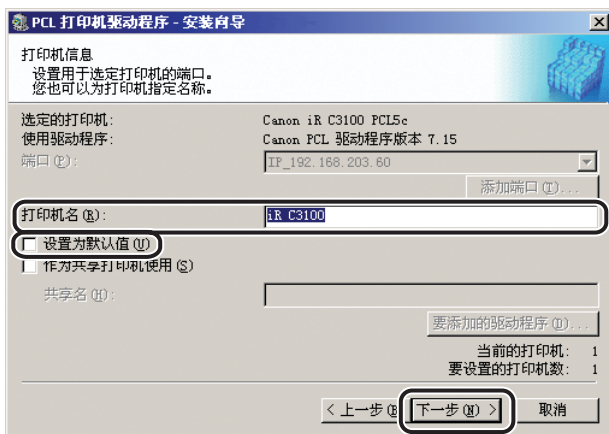 PCL 打印机驱动程序 - 安装向导
打印机信息
设置用于选定打印机的端口。
您也可以为打印机指定名称。
选定的打印机: Canon iR C3100 PCL5c
使用驱动程序: Canon PCL 驱动程序版本 7.15
端口(P): IP_192.168.203.60
添加端口(T)...
打印机名(R): iR C3100
设置为默认值(U)
作为共享打印机使用(S)
共享名(H):
要添加的驱动程序(D)...
当前的打印机: 1
要设置的打印机数: 1
< 上一步(B 下一步(N) > 取消